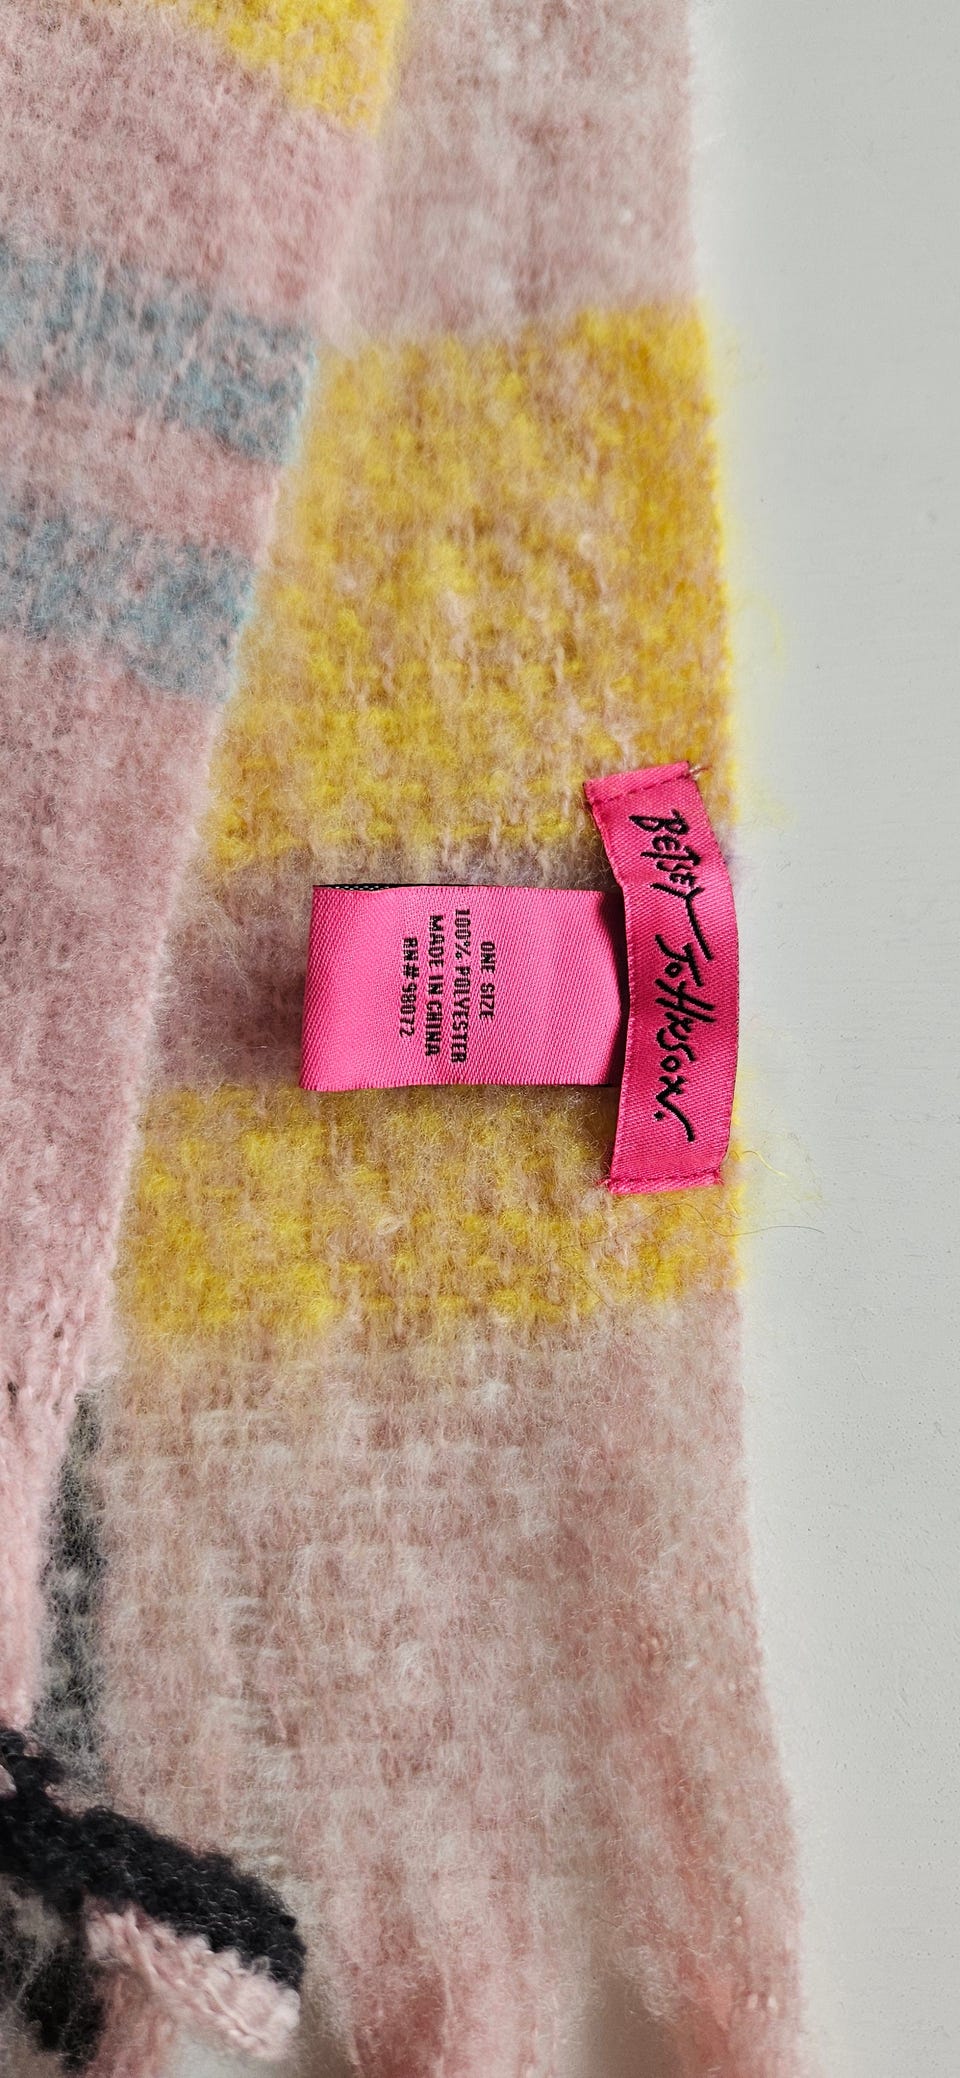 BETSEY JOHNSON.
ONE SIZE
100% POLYESTER
MADE IN CHINA
RN# 98072